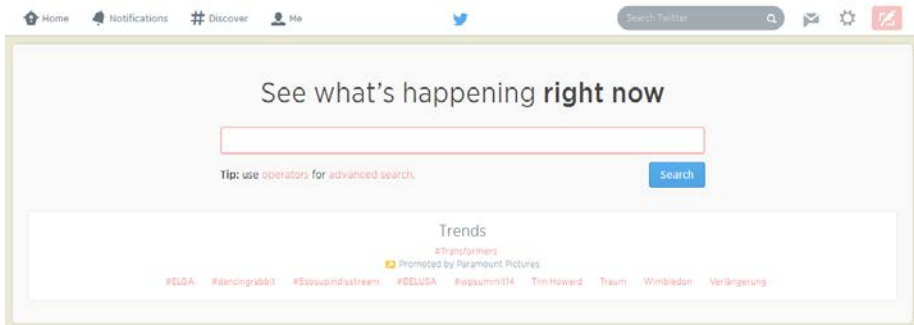 Home Notifications # Discover Me Search Twitter
See what's happening right now
Tip: use operators for advanced search.
Search
Trends
#Transformers
Promoted by Paramount Pictures
#ELGA #dancingrabbit #5sosupindisstream #BELUSA #wpsummit14 Tim Howard Traum Wimbledon Verlängerung